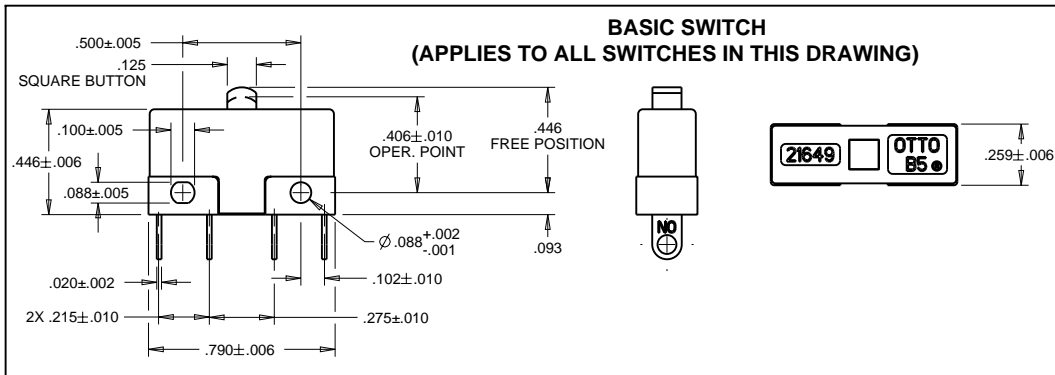 BASIC SWITCH
(APPLIES TO ALL SWITCHES IN THIS DRAWING)
.500±.005
.125
SQUARE BUTTON
.100±.005
.446±.006
.088±.005
.406±.010
OPER. POINT
.446
FREE POSITION
Ø.088+.002
-.001
.093
.020±.002
.102±.010
2X .215±.010
.275±.010
.790±.006
NO
21649
OTTO
B5
.259±.006